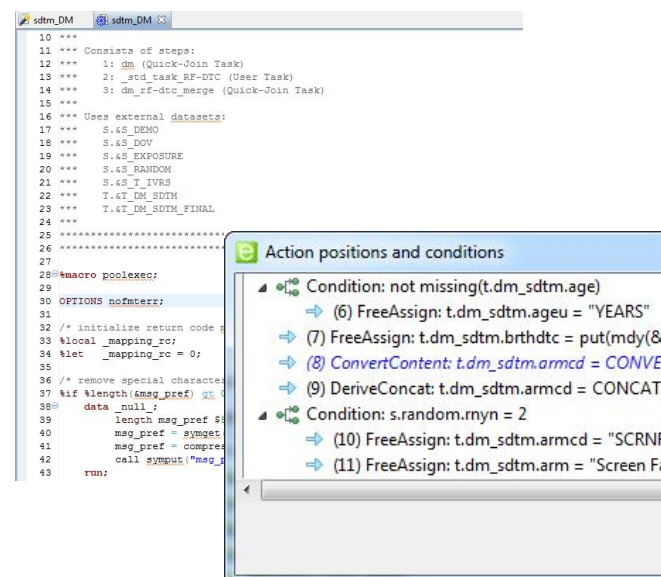 sdtm_DM sdtm_DM
10 ***
11 *** Consists of steps:
12 *** 1: dm (Quick-Join Task)
13 *** 2: _std_task_RF-DTC (User Task)
14 *** 3: dm_rf-dtc_merge (Quick-Join Task)
15 ***
16 *** Uses external datasets:
17 *** S.&S_DEMO
18 *** S.&S_DOV
19 *** S.&S_EXPOSURE
20 *** S.&S_RANDOM
21 *** S.&S_T_IVRS
22 *** T.&T_DM_SDTM
23 *** T.&T_DM_SDTM_FINAL
24 ***
25 ****************************
26 ****************************
27
28 %macro poolexec;
29
30 OPTIONS nofmterr;
31
32 /* initialize return code
33 %local _mapping_rc;
34 %let _mapping_rc = 0;
35
36 /* remove special character
37 %if %length(&msg_pref) gt
38 data _null_;
39 length msg_pref
40 msg_pref = symget
41 msg_pref = compres
42 call symput("msg_p
43 run;
Action positions and conditions
Condition: not missing(t.dm_sdtm.age)
(6) FreeAssign: t.dm_sdtm.ageu = "YEARS"
(7) FreeAssign: t.dm_sdtm.brthdtc = put(mdy(&
(8) ConvertContent: t.dm_sdtm.armcd = CONVE
(9) DeriveConcat: t.dm_sdtm.armcd = CONCAT
Condition: s.random.rnyn = 2
(10) FreeAssign: t.dm_sdtm.armcd = "SCRNF
(11) FreeAssign: t.dm_sdtm.arm = "Screen Fa